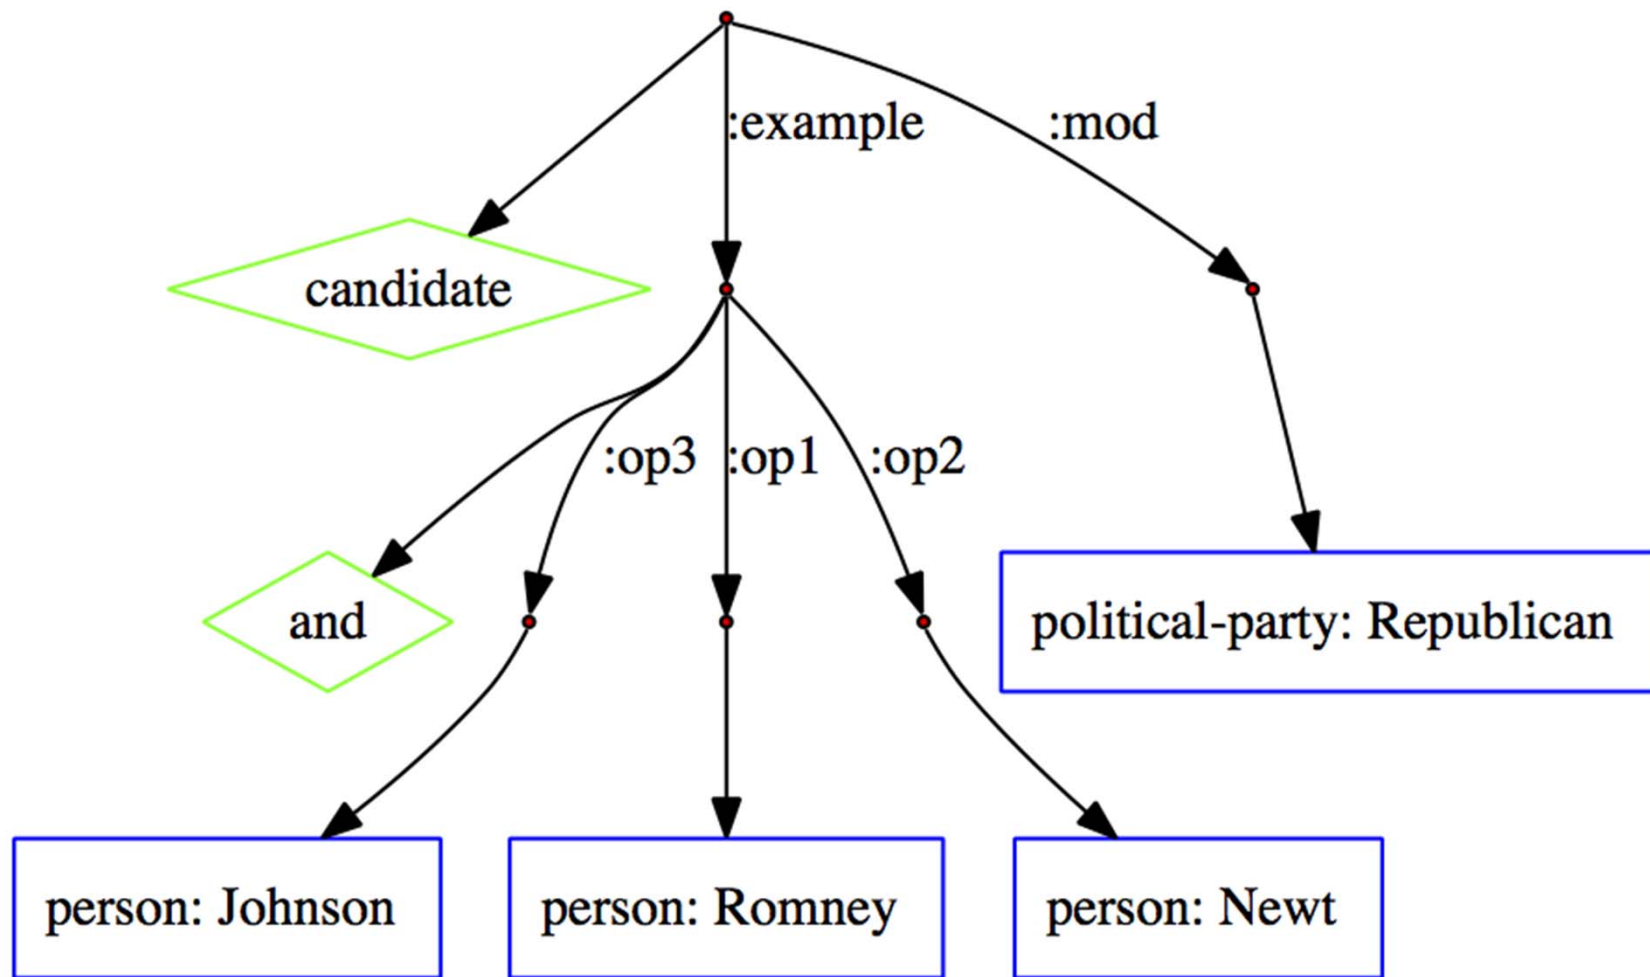 :example
:mod
candidate
:op3
:op1
:op2
and
political-party: Republican
person: Johnson
person: Romney
person: Newt